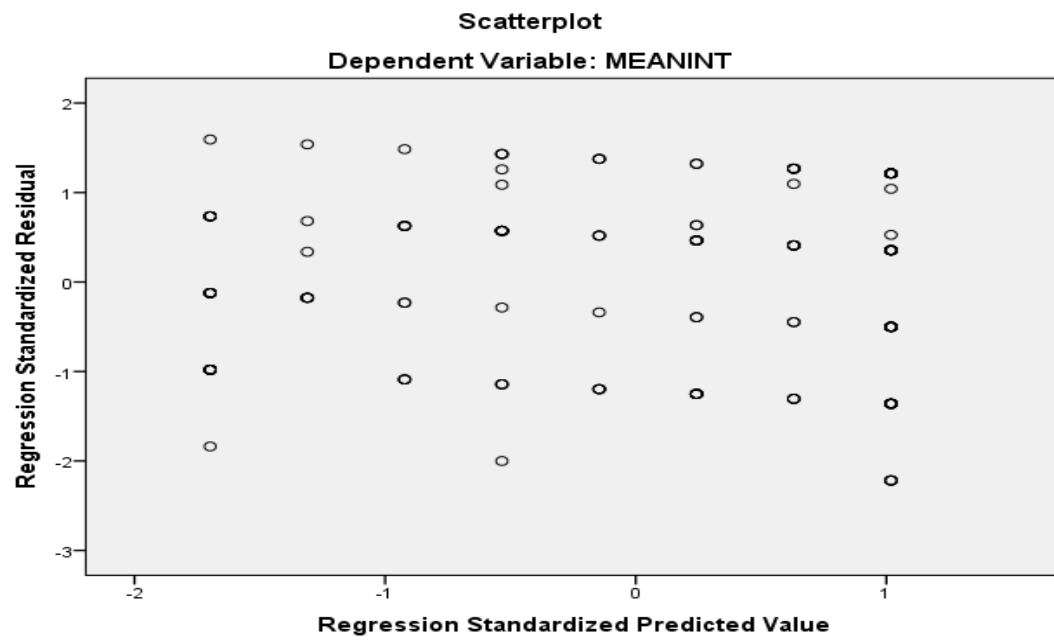 Scatterplot
Dependent Variable: MEANINT
Regression Standardized Residual
2
1
0
-1
-2
-3
-2
-1
0
1
Regression Standardized Predicted Value